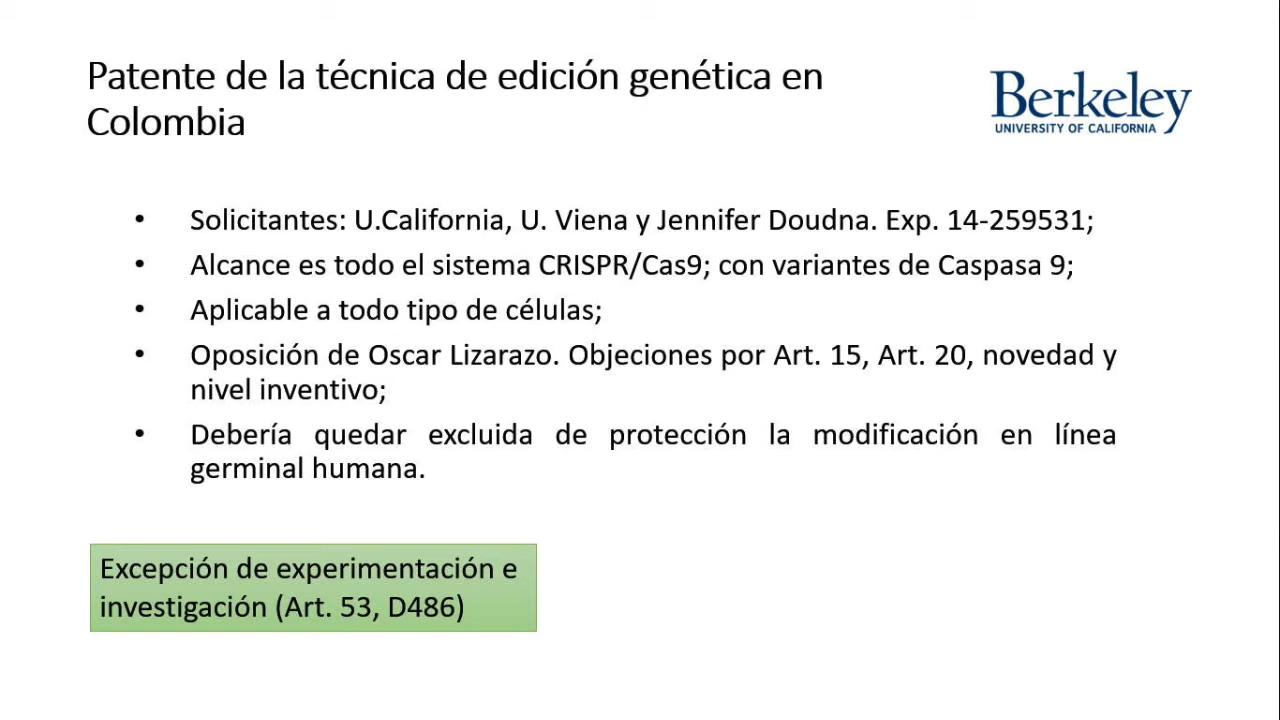 Patente de la técnica de edición genética en
Colombia
Berkeley
UNIVERSITY OF CALIFORNIA
• Solicitantes: U.California, U. Viena y Jennifer Doudna. Exp. 14-259531;
• Alcance es todo el sistema CRISPR/Cas9; con variantes de Caspasa 9;
• Aplicable a todo tipo de células;
• Oposición de Oscar Lizarazo. Objeciones por Art. 15, Art. 20, novedad y
nivel inventivo;
• Debería quedar excluida de protección la modificación en línea
germinal humana.
Excepción de experimentación e
investigación (Art. 53, D486)